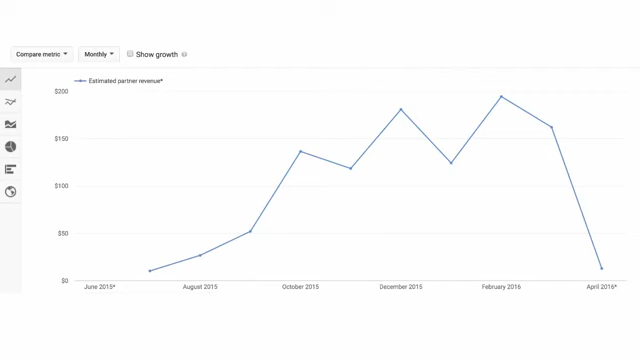 Compare metric Monthly Show growth ?
Estimated partner revenue*
$200
$150
$100
$50
$0
June 2015* August 2015 October 2015 December 2015 February 2016 April 2016*